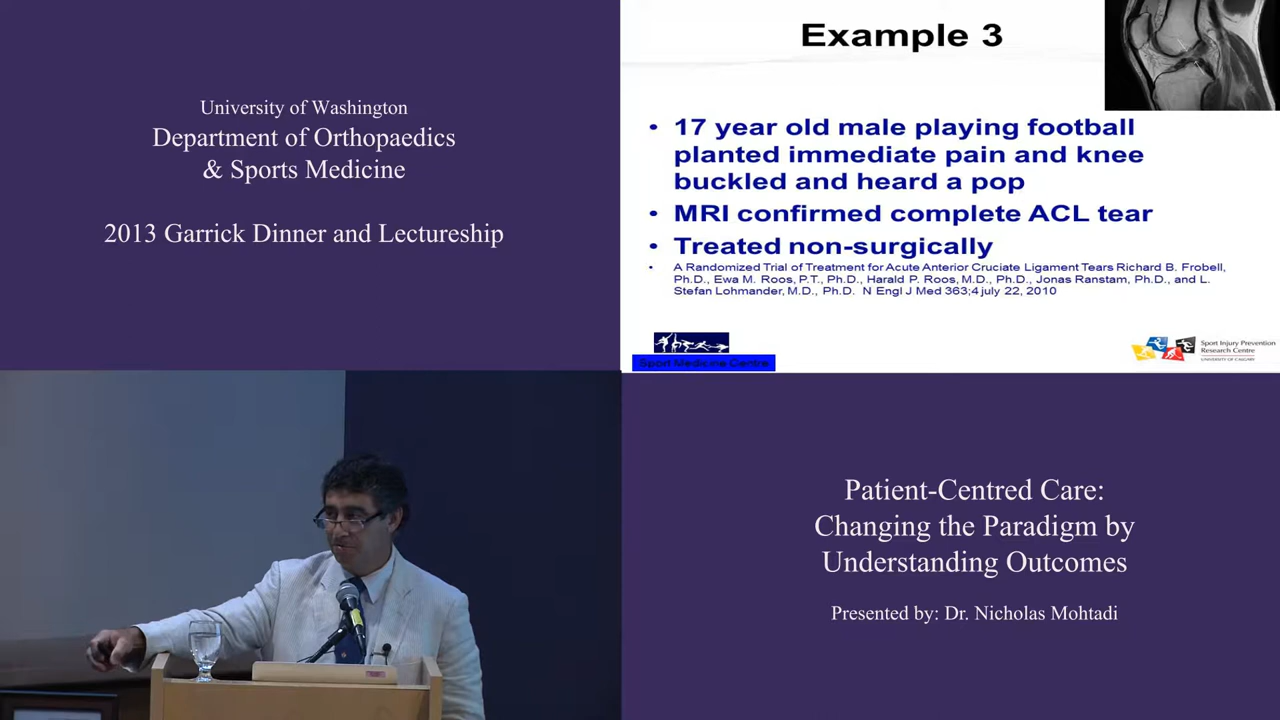 University of Washington
Department of Orthopaedics
& Sports Medicine
2013 Garrick Dinner and Lectureship
Example 3
• 17 year old male playing football
planted immediate pain and knee
buckled and heard a pop
• MRI confirmed complete ACL tear
• Treated non-surgically
• A Randomized Trial of Treatment for Acute Anterior Cruciate Ligament Tears Richard B. Frobell,
Ph.D., Ewa M. Roos, P.T., Ph.D., Harald P. Roos, M.D., Ph.D., Jonas Ranstam, Ph.D., and L.
Stefan Lohmander, M.D., Ph.D. N Engl J Med 363;4 july 22, 2010
Sport Medicine Centre
Sport Injury Prevention
Research Centre
UNIVERSITY OF CALGARY
Patient-Centred Care:
Changing the Paradigm by
Understanding Outcomes
Presented by: Dr. Nicholas Mohtadi